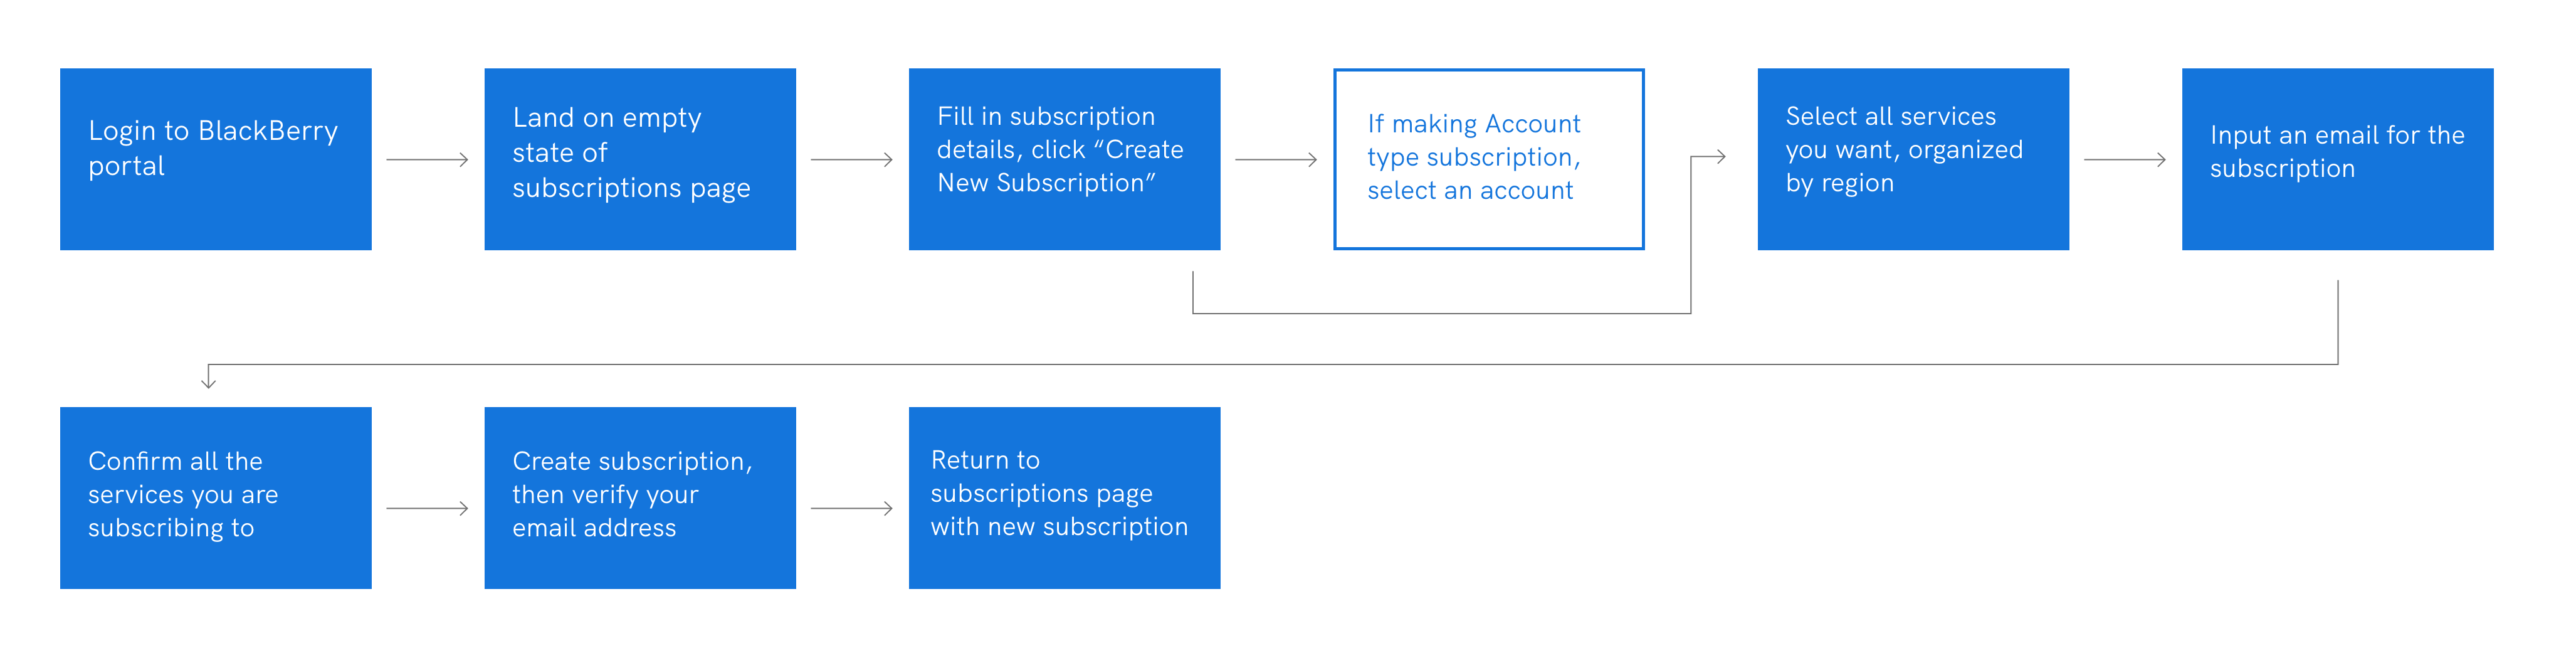 Login to BlackBerry
portal
Land on empty
state of
subscriptions page
Fill in subscription
details, click “Create
New Subscription”
If making Account
type subscription,
select an account
Select all services
you want, organized
by region
Input an email for the
subscription
Confirm all the
services you are
subscribing to
Create subscription,
then verify your
email address
Return to
subscriptions page
with new subscription